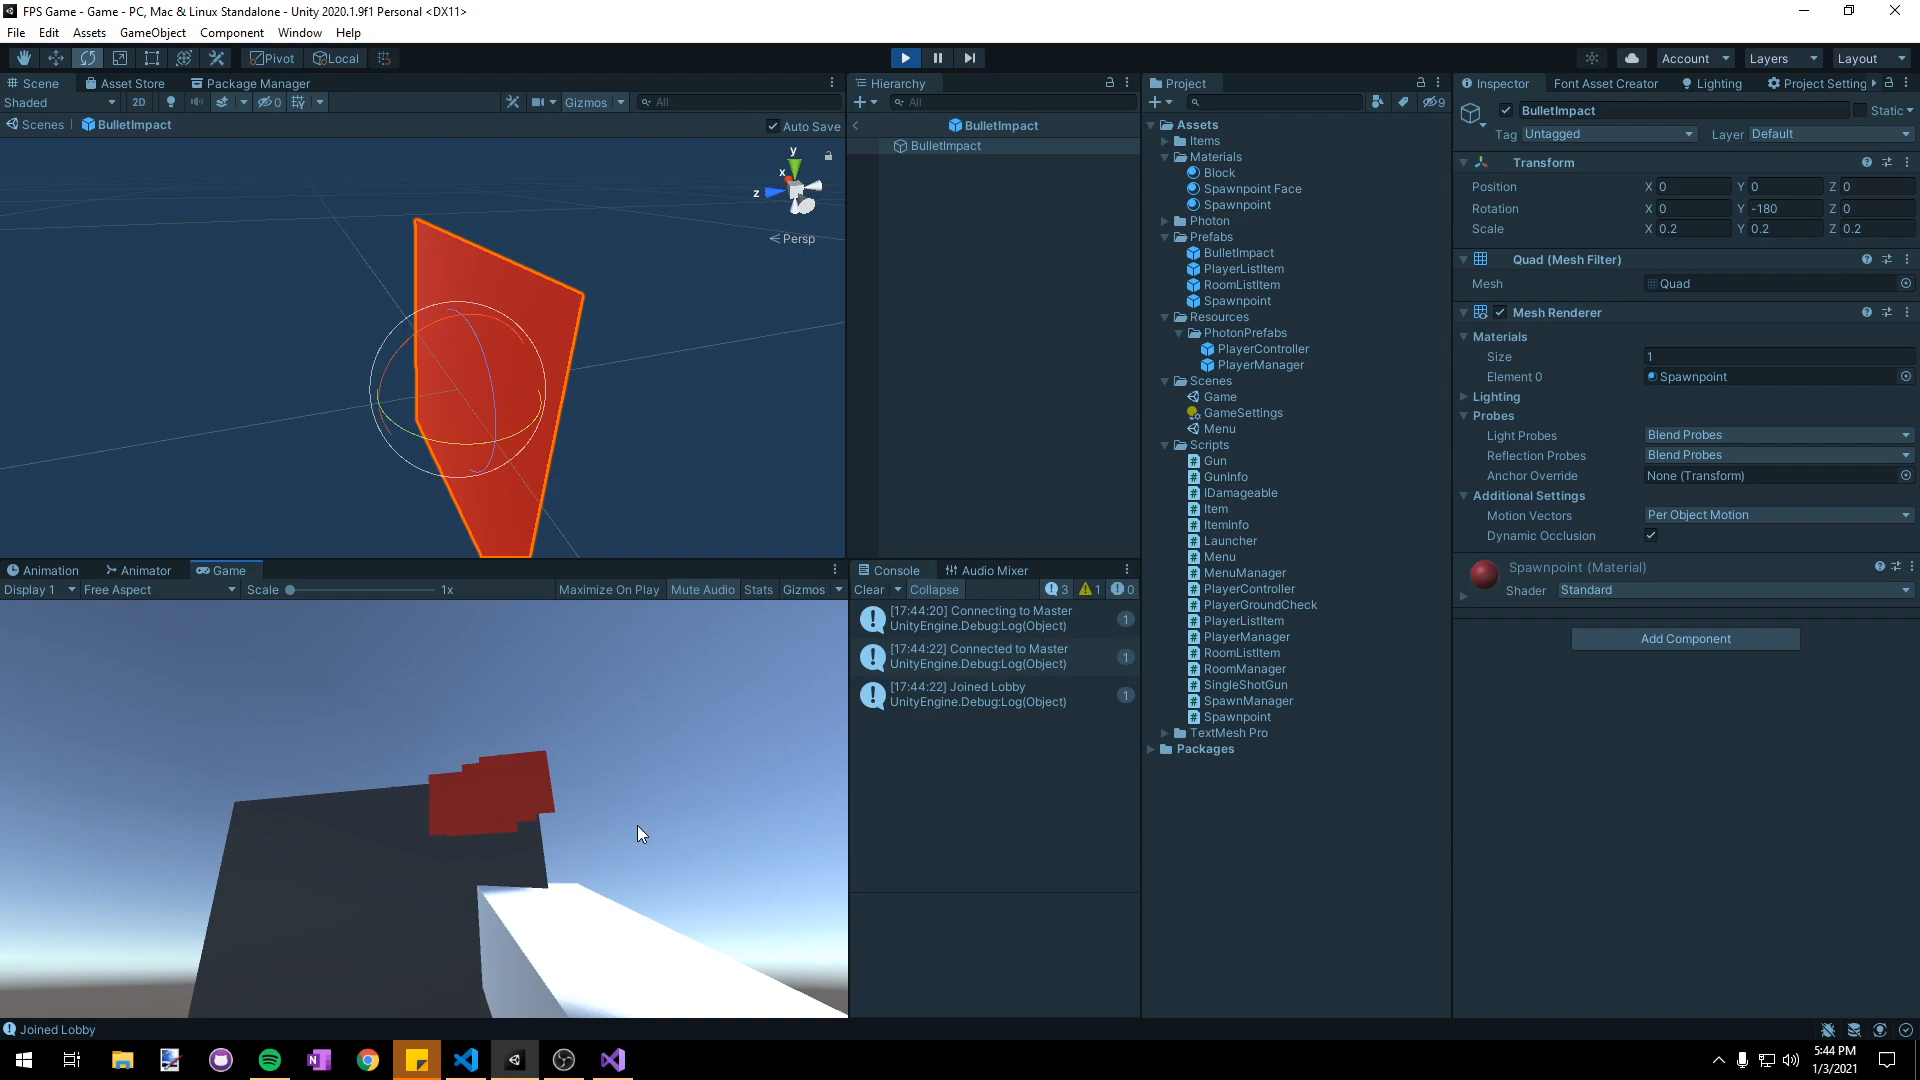 FPS Game - Game - PC, Mac & Linux Standalone - Unity 2020.1.9f1 Personal <DX11>
File Edit Assets GameObject Component Window Help
Pivot Local Account Layers Layout
Scene Asset Store Package Manager
Shaded 2D 0 Gizmos All
Scenes BulletImpact Auto Save
y
x
z
Persp
Hierarchy
All
BulletImpact
BulletImpact
Project
9
Assets
Items
Materials
Block
Spawnpoint Face
Spawnpoint
Photon
Prefabs
BulletImpact
PlayerListItem
RoomListItem
Spawnpoint
Resources
PhotonPrefabs
PlayerController
PlayerManager
Scenes
Game
GameSettings
Menu
Scripts
Gun
GunInfo
IDamageable
Item
ItemInfo
Launcher
Menu
MenuManager
PlayerController
PlayerGroundCheck
PlayerListItem
PlayerManager
RoomListItem
RoomManager
SingleShotGun
SpawnManager
Spawnpoint
TextMesh Pro
Packages
Inspector Font Asset Creator Lighting Project Setting
BulletImpact Static
Tag Untagged Layer Default
Transform
Position X 0 Y 0 Z 0
Rotation X 0 Y -180 Z 0
Scale X 0.2 Y 0.2 Z 0.2
Quad (Mesh Filter)
Mesh Quad
Mesh Renderer
Materials
Size 1
Element 0 Spawnpoint
Lighting
Probes
Light Probes Blend Probes
Reflection Probes Blend Probes
Anchor Override None (Transform)
Additional Settings
Motion Vectors Per Object Motion
Dynamic Occlusion
Spawnpoint (Material)
Shader Standard
Add Component
Animation Animator Game
Display 1 Free Aspect Scale 1x Maximize On Play Mute Audio Stats Gizmos
Console Audio Mixer
Clear Collapse 3 1 0
[17:44:20] Connecting to Master
UnityEngine.Debug:Log(Object) 1
[17:44:22] Connected to Master
UnityEngine.Debug:Log(Object) 1
[17:44:22] Joined Lobby
UnityEngine.Debug:Log(Object) 1
Joined Lobby
5:44 PM
1/3/2021